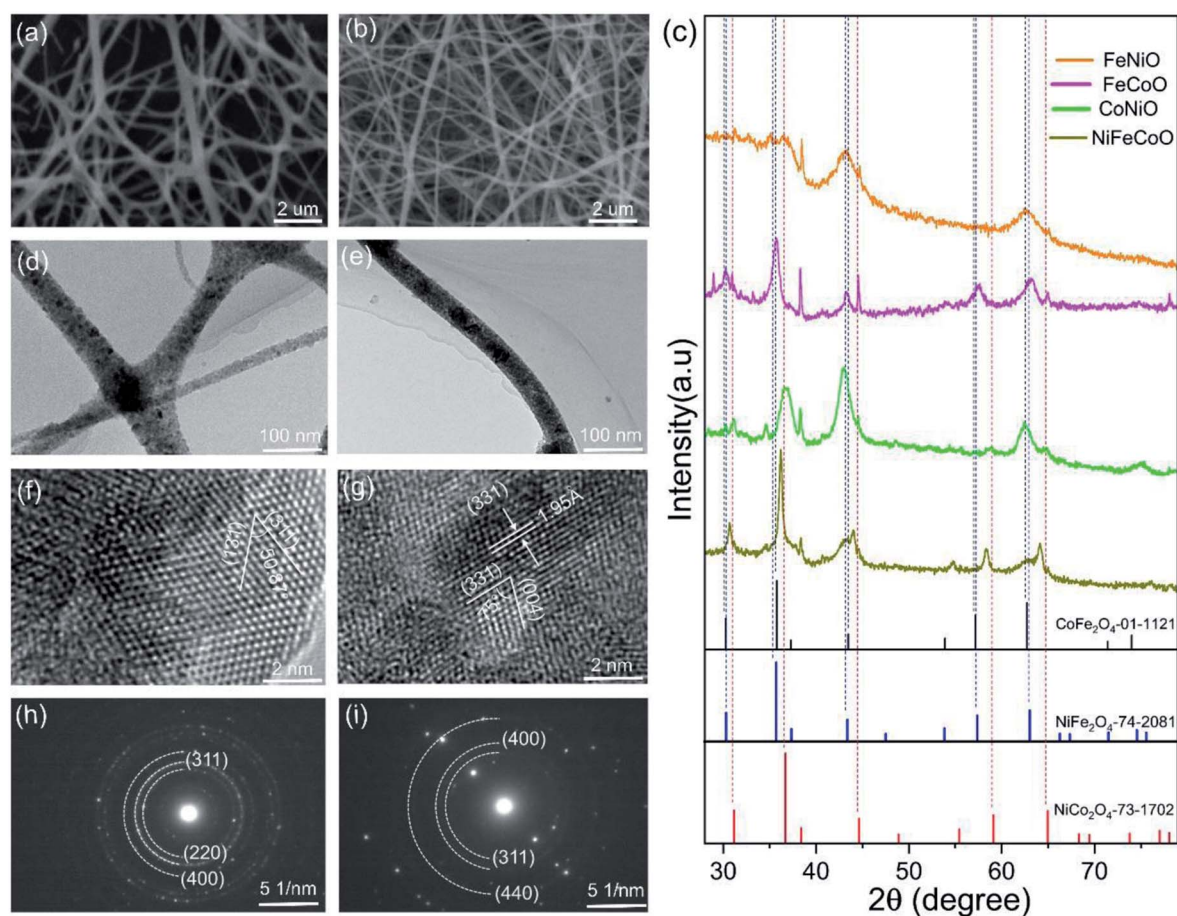 (a)
2 um
(b)
2 um
(c)
FeNiO
FeCoO
CoNiO
NiFeCoO
(d)
100 nm
(e)
100 nm
(f)
(131)
(311)
50.8°
2 nm
(g)
(331)
1.95Å
(331)
(004)
2 nm
(h)
(311)
(220)
(400)
5 1/nm
(i)
(400)
(311)
(440)
5 1/nm
Intensity(a.u)
CoFe₂O₄-01-1121
NiFe₂O₄-74-2081
NiCo₂O₄-73-1702
30 40 50 60 70
2θ (degree)